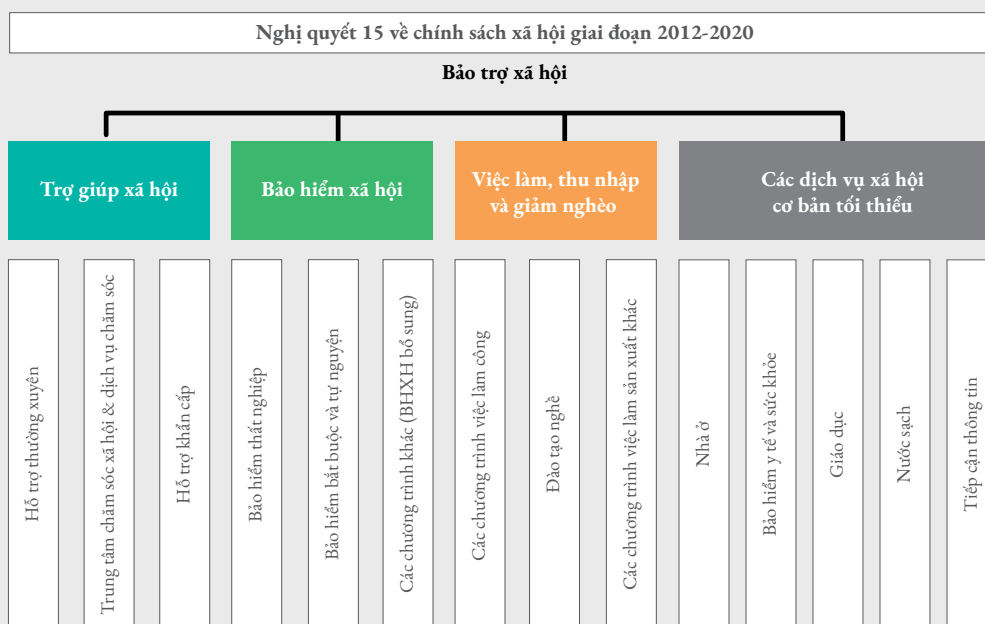 Nghị quyết 15 về chính sách xã hội giai đoạn 2012-2020
Bảo trợ xã hội
Trợ giúp xã hội
Bảo hiểm xã hội
Việc làm, thu nhập
và giảm nghèo
Các dịch vụ xã hội
cơ bản tối thiểu
Hỗ trợ thường xuyên
Trung tâm chăm sóc xã hội & dịch vụ chăm sóc
Hỗ trợ khẩn cấp
Bảo hiểm thất nghiệp
Bảo hiểm bắt buộc và tự nguyện
Các chương trình khác (BHXH bổ sung)
Các chương trình việc làm công
Đào tạo nghề
Các chương trình việc làm sản xuất khác
Nhà ở
Bảo hiểm y tế và sức khỏe
Giáo dục
Nước sạch
Tiếp cận thông tin